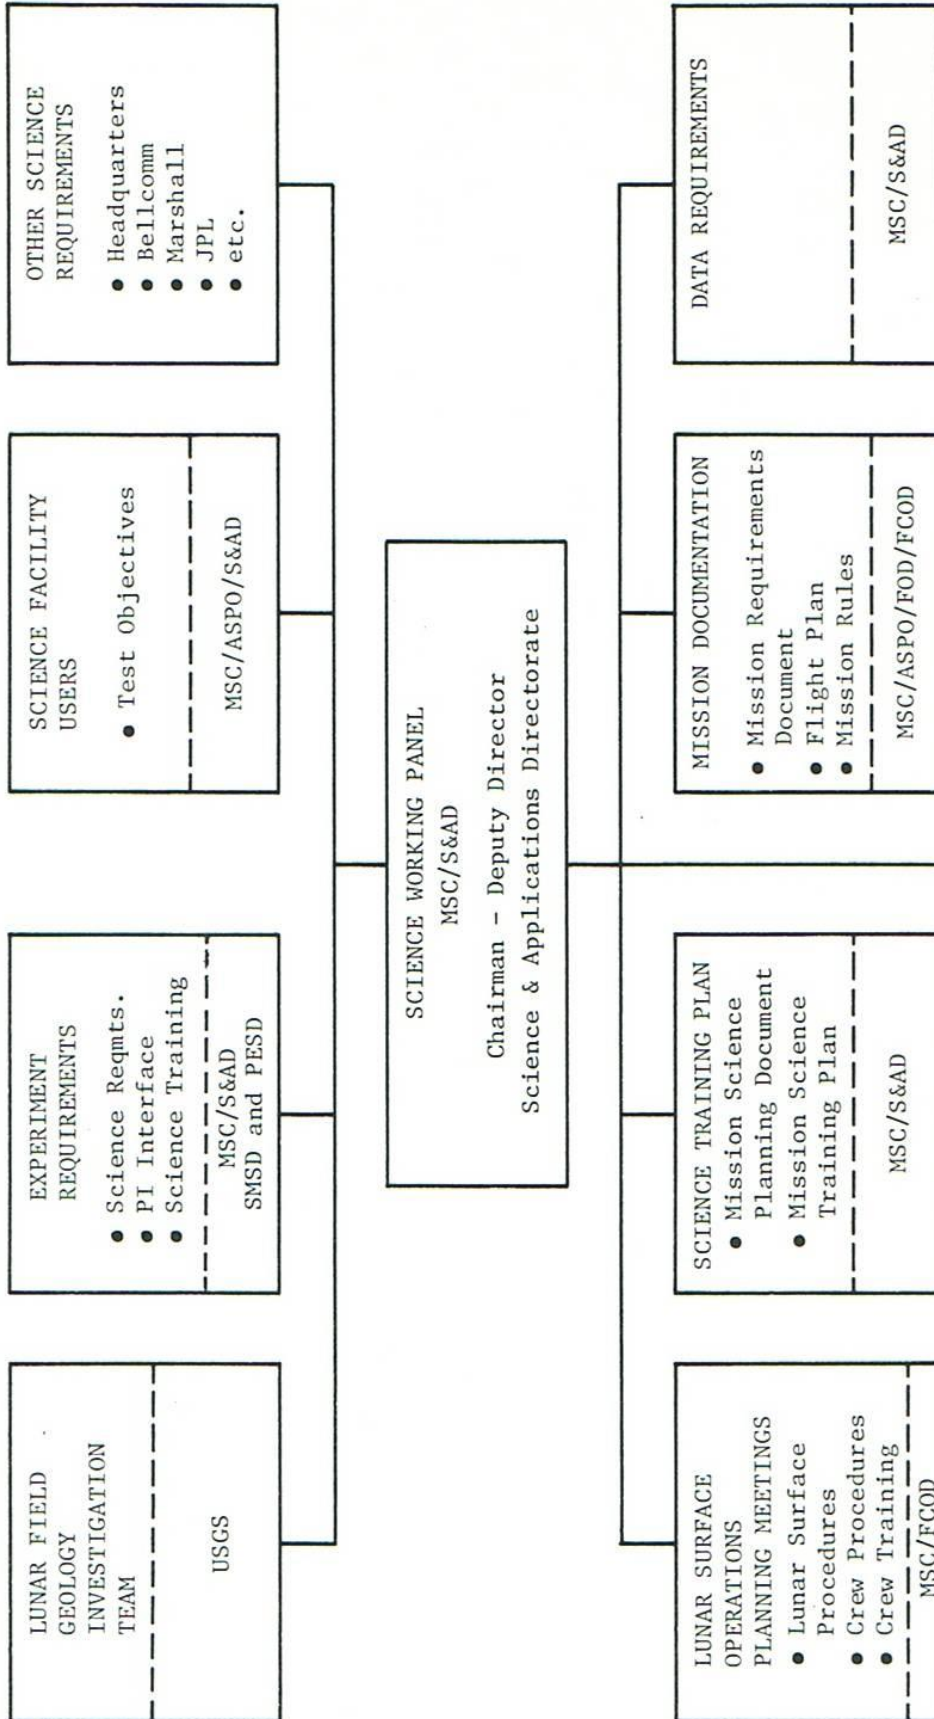 LUNAR FIELD
GEOLOGY
INVESTIGATION
TEAM
USGS
EXPERIMENT
REQUIREMENTS
● Science Reqmts.
● PI Interface
● Science Training
MSC/S&AD
SMSD and PESD
SCIENCE FACILITY
USERS
● Test Objectives
MSC/ASPO/S&AD
OTHER SCIENCE
REQUIREMENTS
● Headquarters
● Bellcomm
● Marshall
● JPL
● etc.
SCIENCE WORKING PANEL
MSC/S&AD
Chairman - Deputy Director
Science & Applications Directorate
LUNAR SURFACE
OPERATIONS
PLANNING MEETINGS
● Lunar Surface
Procedures
● Crew Procedures
● Crew Training
MSC/FCOD
SCIENCE TRAINING PLAN
● Mission Science
Planning Document
● Mission Science
Training Plan
MSC/S&AD
MISSION DOCUMENTATION
● Mission Requirements
Document
● Flight Plan
● Mission Rules
MSC/ASPO/FOD/FCOD
DATA REQUIREMENTS
MSC/S&AD